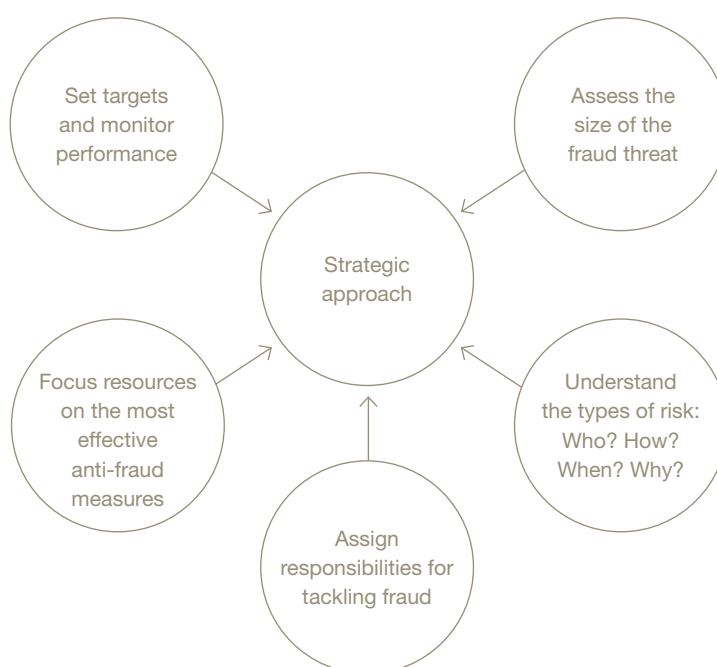 Set targets
and monitor
performance
Assess the
size of the
fraud threat
Strategic
approach
Focus resources
on the most
effective
anti-fraud
measures
Understand
the types of risk:
Who? How?
When? Why?
Assign
responsibilities for
tackling fraud